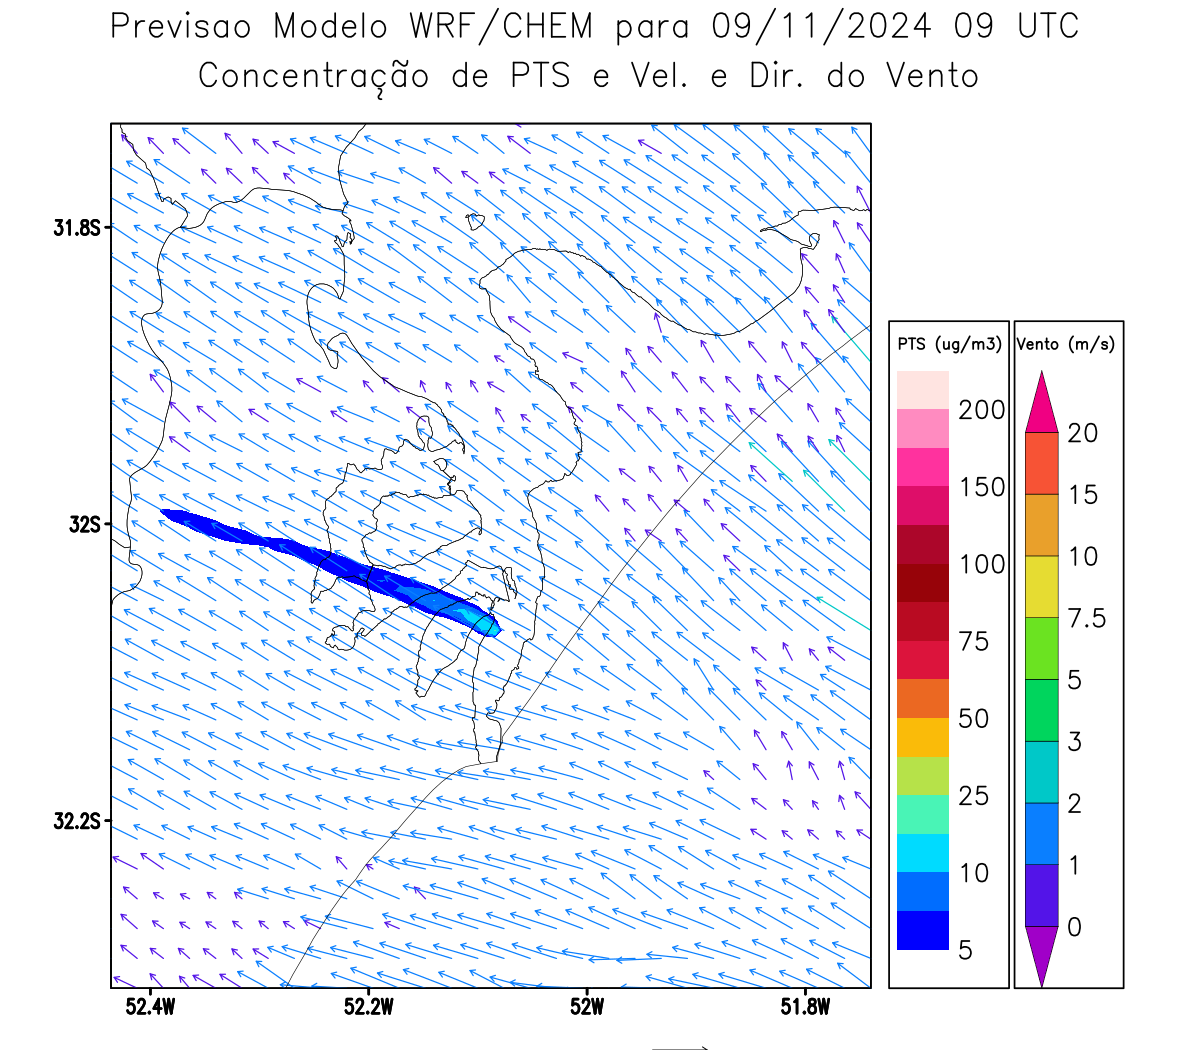 Previsao Modelo WRF/CHEM para 09/11/2024 09 UTC
Concentração de PTS e Vel. e Dir. do Vento
31.8S
32S
32.2S
52.4W
52.2W
52W
51.8W
PTS (ug/m3)
200
150
100
75
50
25
10
5
Vento (m/s)
20
15
10
7.5
5
3
2
1
0